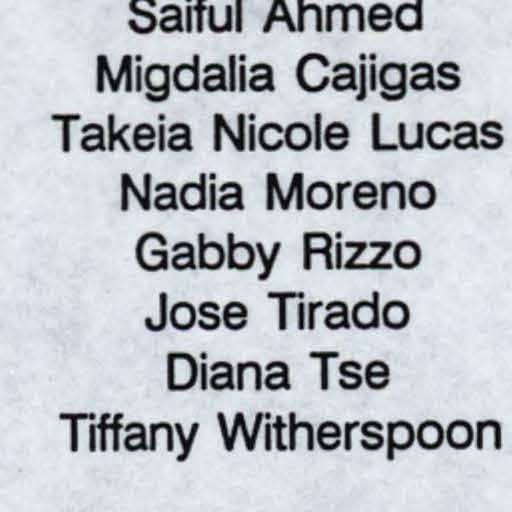 Saiful Ahmed
Migdalia Cajigas
Takeia Nicole Lucas
Nadia Moreno
Gabby Rizzo
Jose Tirado
Diana Tse
Tiffany Witherspoon